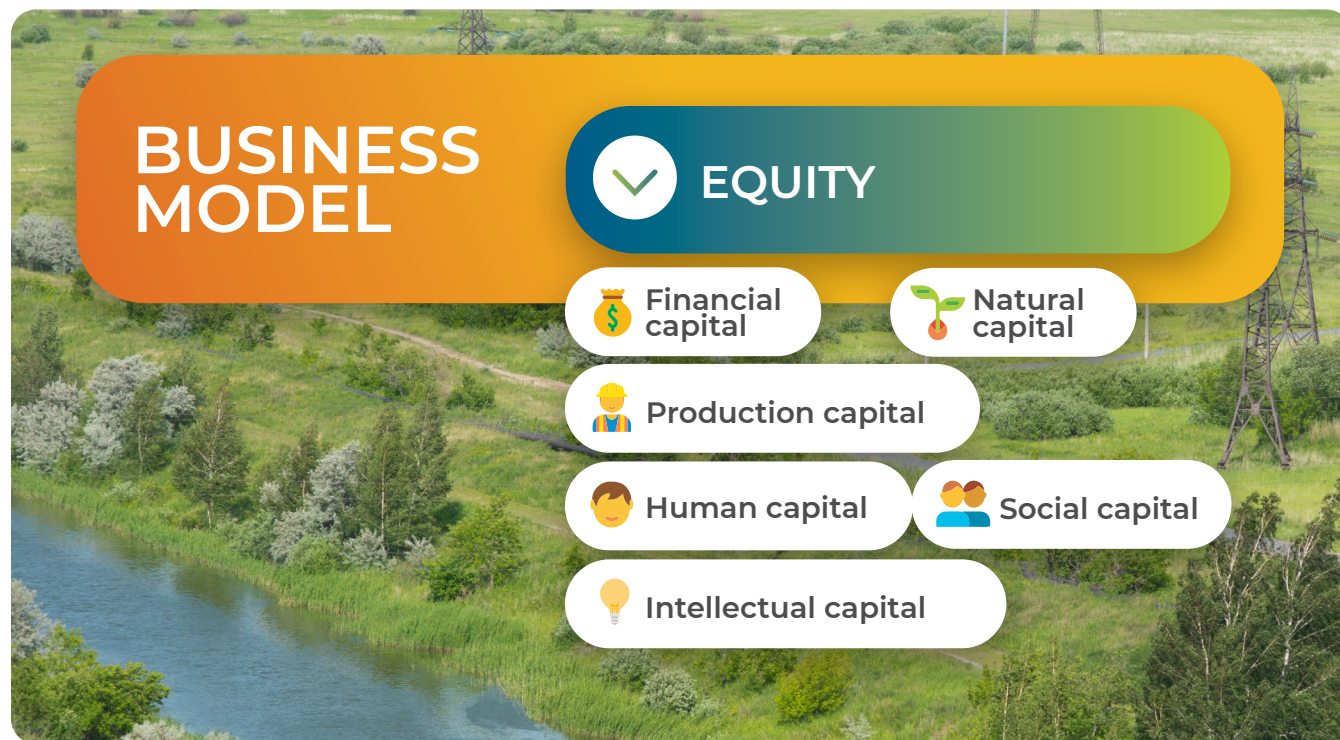 BUSINESS
MODEL
EQUITY
Financial
capital
Natural
capital
Production capital
Human capital
Social capital
Intellectual capital